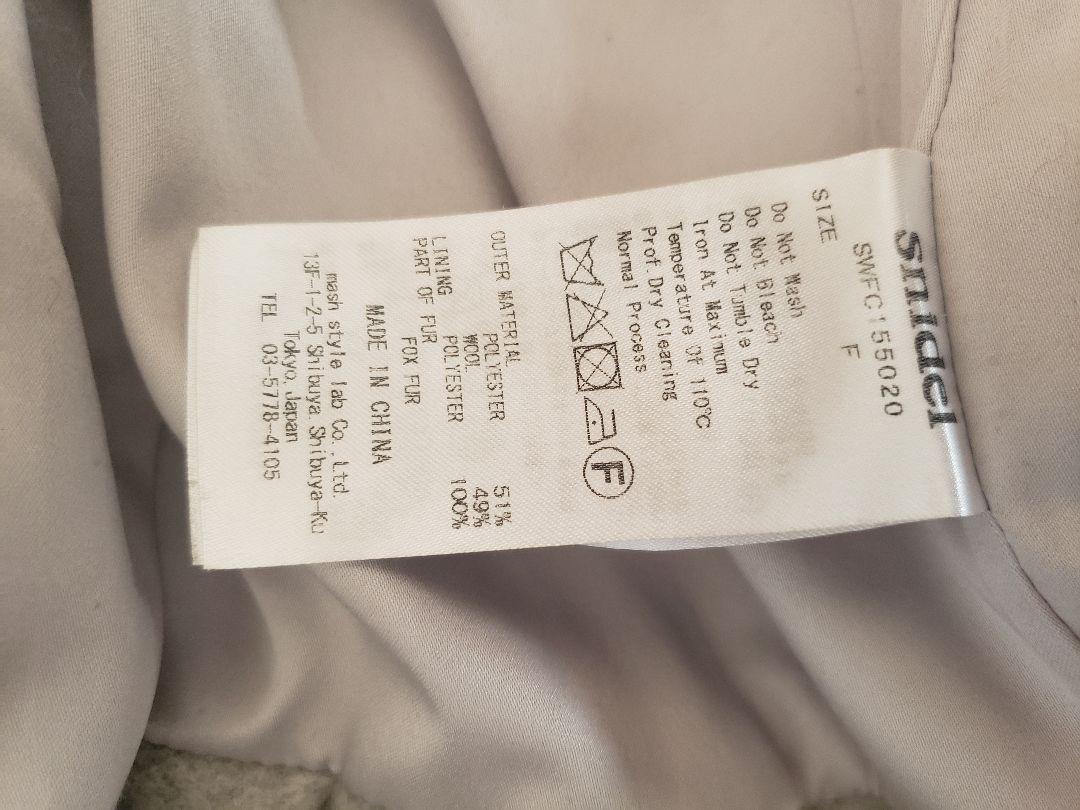 snidel
SWFC155020
SIZE F
Do Not Wash
Do Not Bleach
Do Not Tumble Dry
Iron At Maximum
Temperature Of 110℃
Prof.Dry Cleaning
Normal Process
F
OUTER MATERIAL
POLYESTER 51%
WOOL 49%
LINING POLYESTER 100%
PART OF FUR
FOX FUR
MADE IN CHINA
mash style lab Co.,Ltd.
13F-1-2-5 Shibuya Shibuya-Ku
Tokyo,Japan
TEL 03-5778-4105